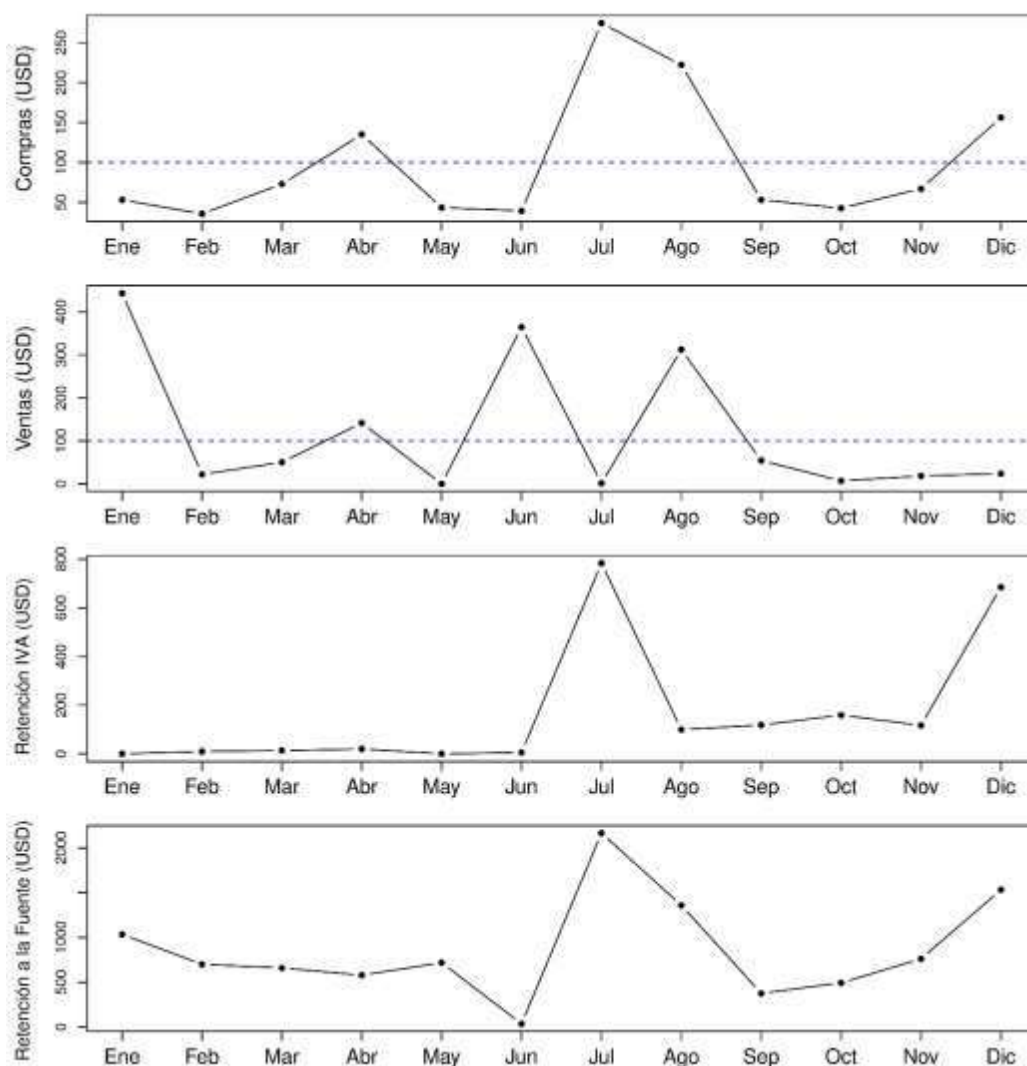 Compras (USD)
250
200
150
100
50
Ene Feb Mar Abr May Jun Jul Ago Sep Oct Nov Dic
Ventas (USD)
400
300
200
100
0
Ene Feb Mar Abr May Jun Jul Ago Sep Oct Nov Dic
Retención IVA (USD)
800
600
400
200
0
Ene Feb Mar Abr May Jun Jul Ago Sep Oct Nov Dic
Retención a la Fuente (USD)
2000
1000
500
0
Ene Feb Mar Abr May Jun Jul Ago Sep Oct Nov Dic